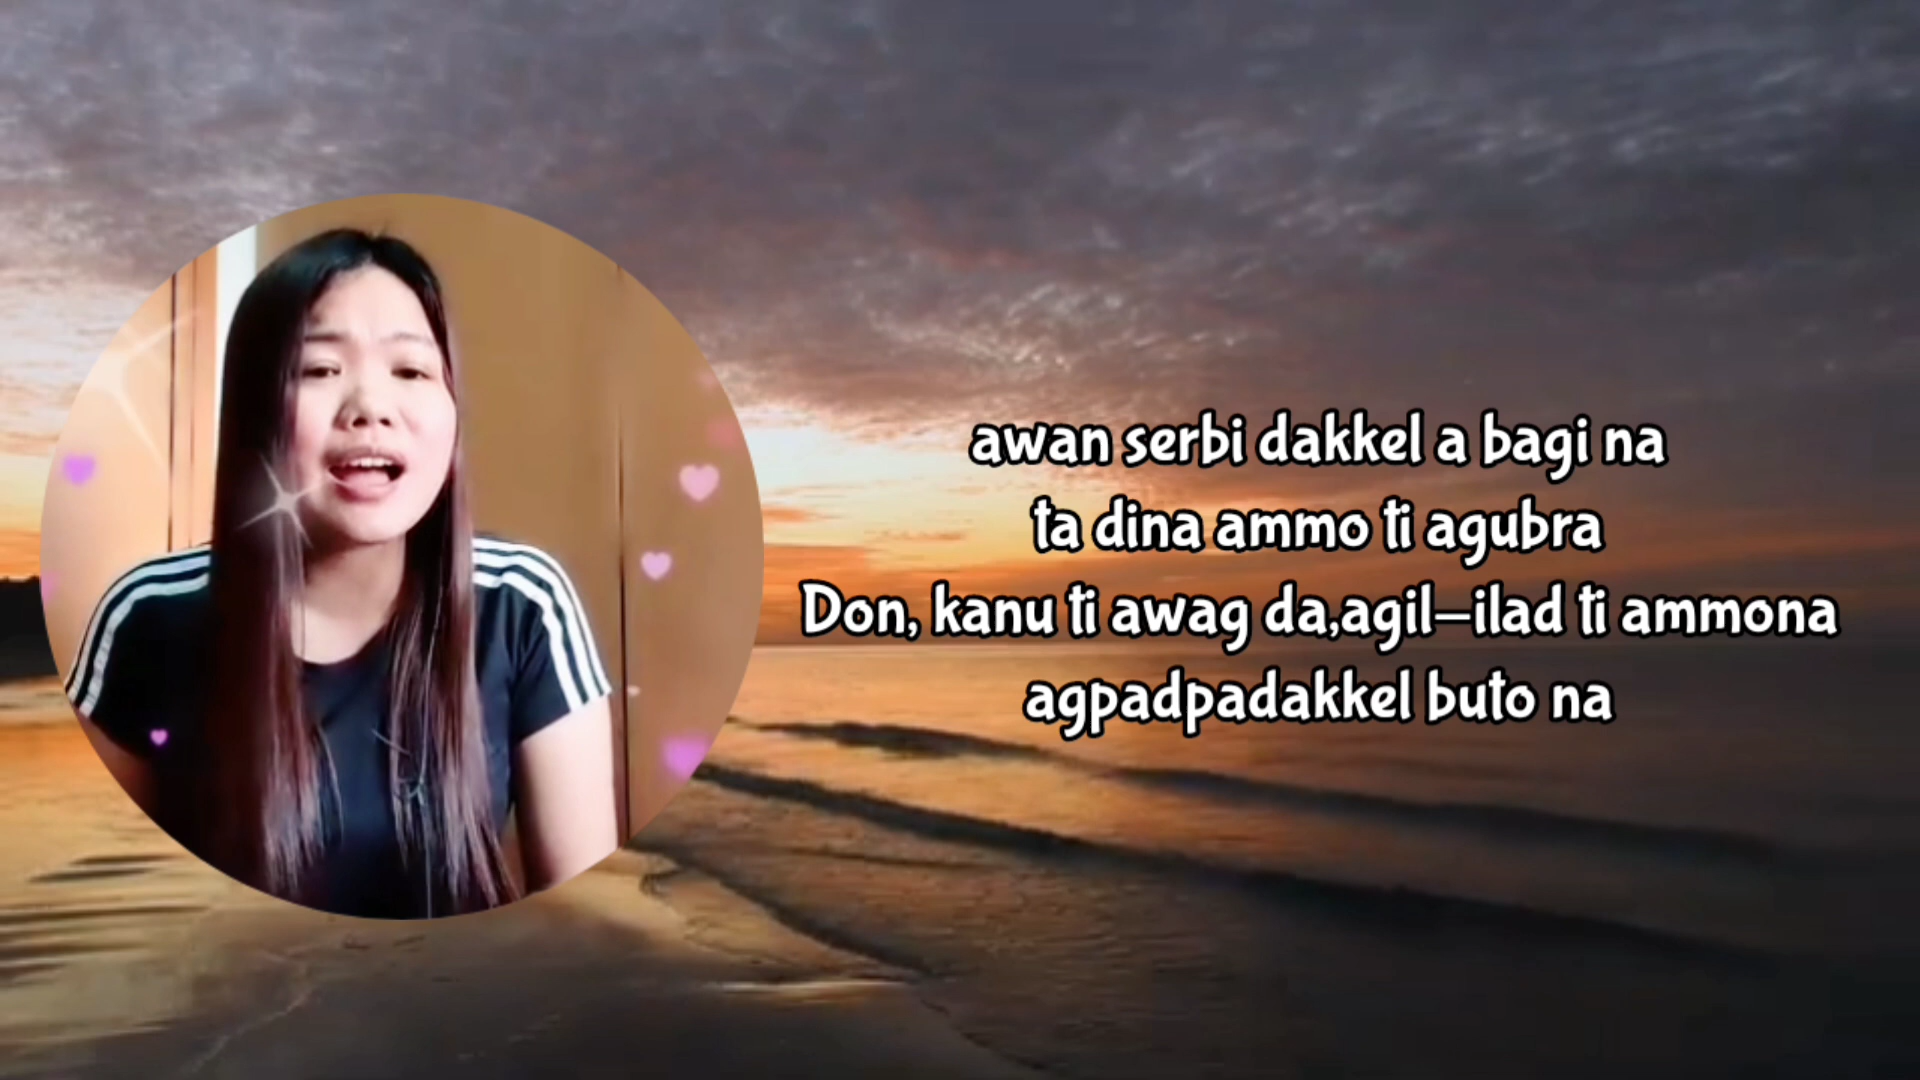 awan serbi dakkel a bagi na
ta dina ammo ti agubra
Don, kanu ti awag da,agil-ilad ti ammona
agpadpadakkel buto na